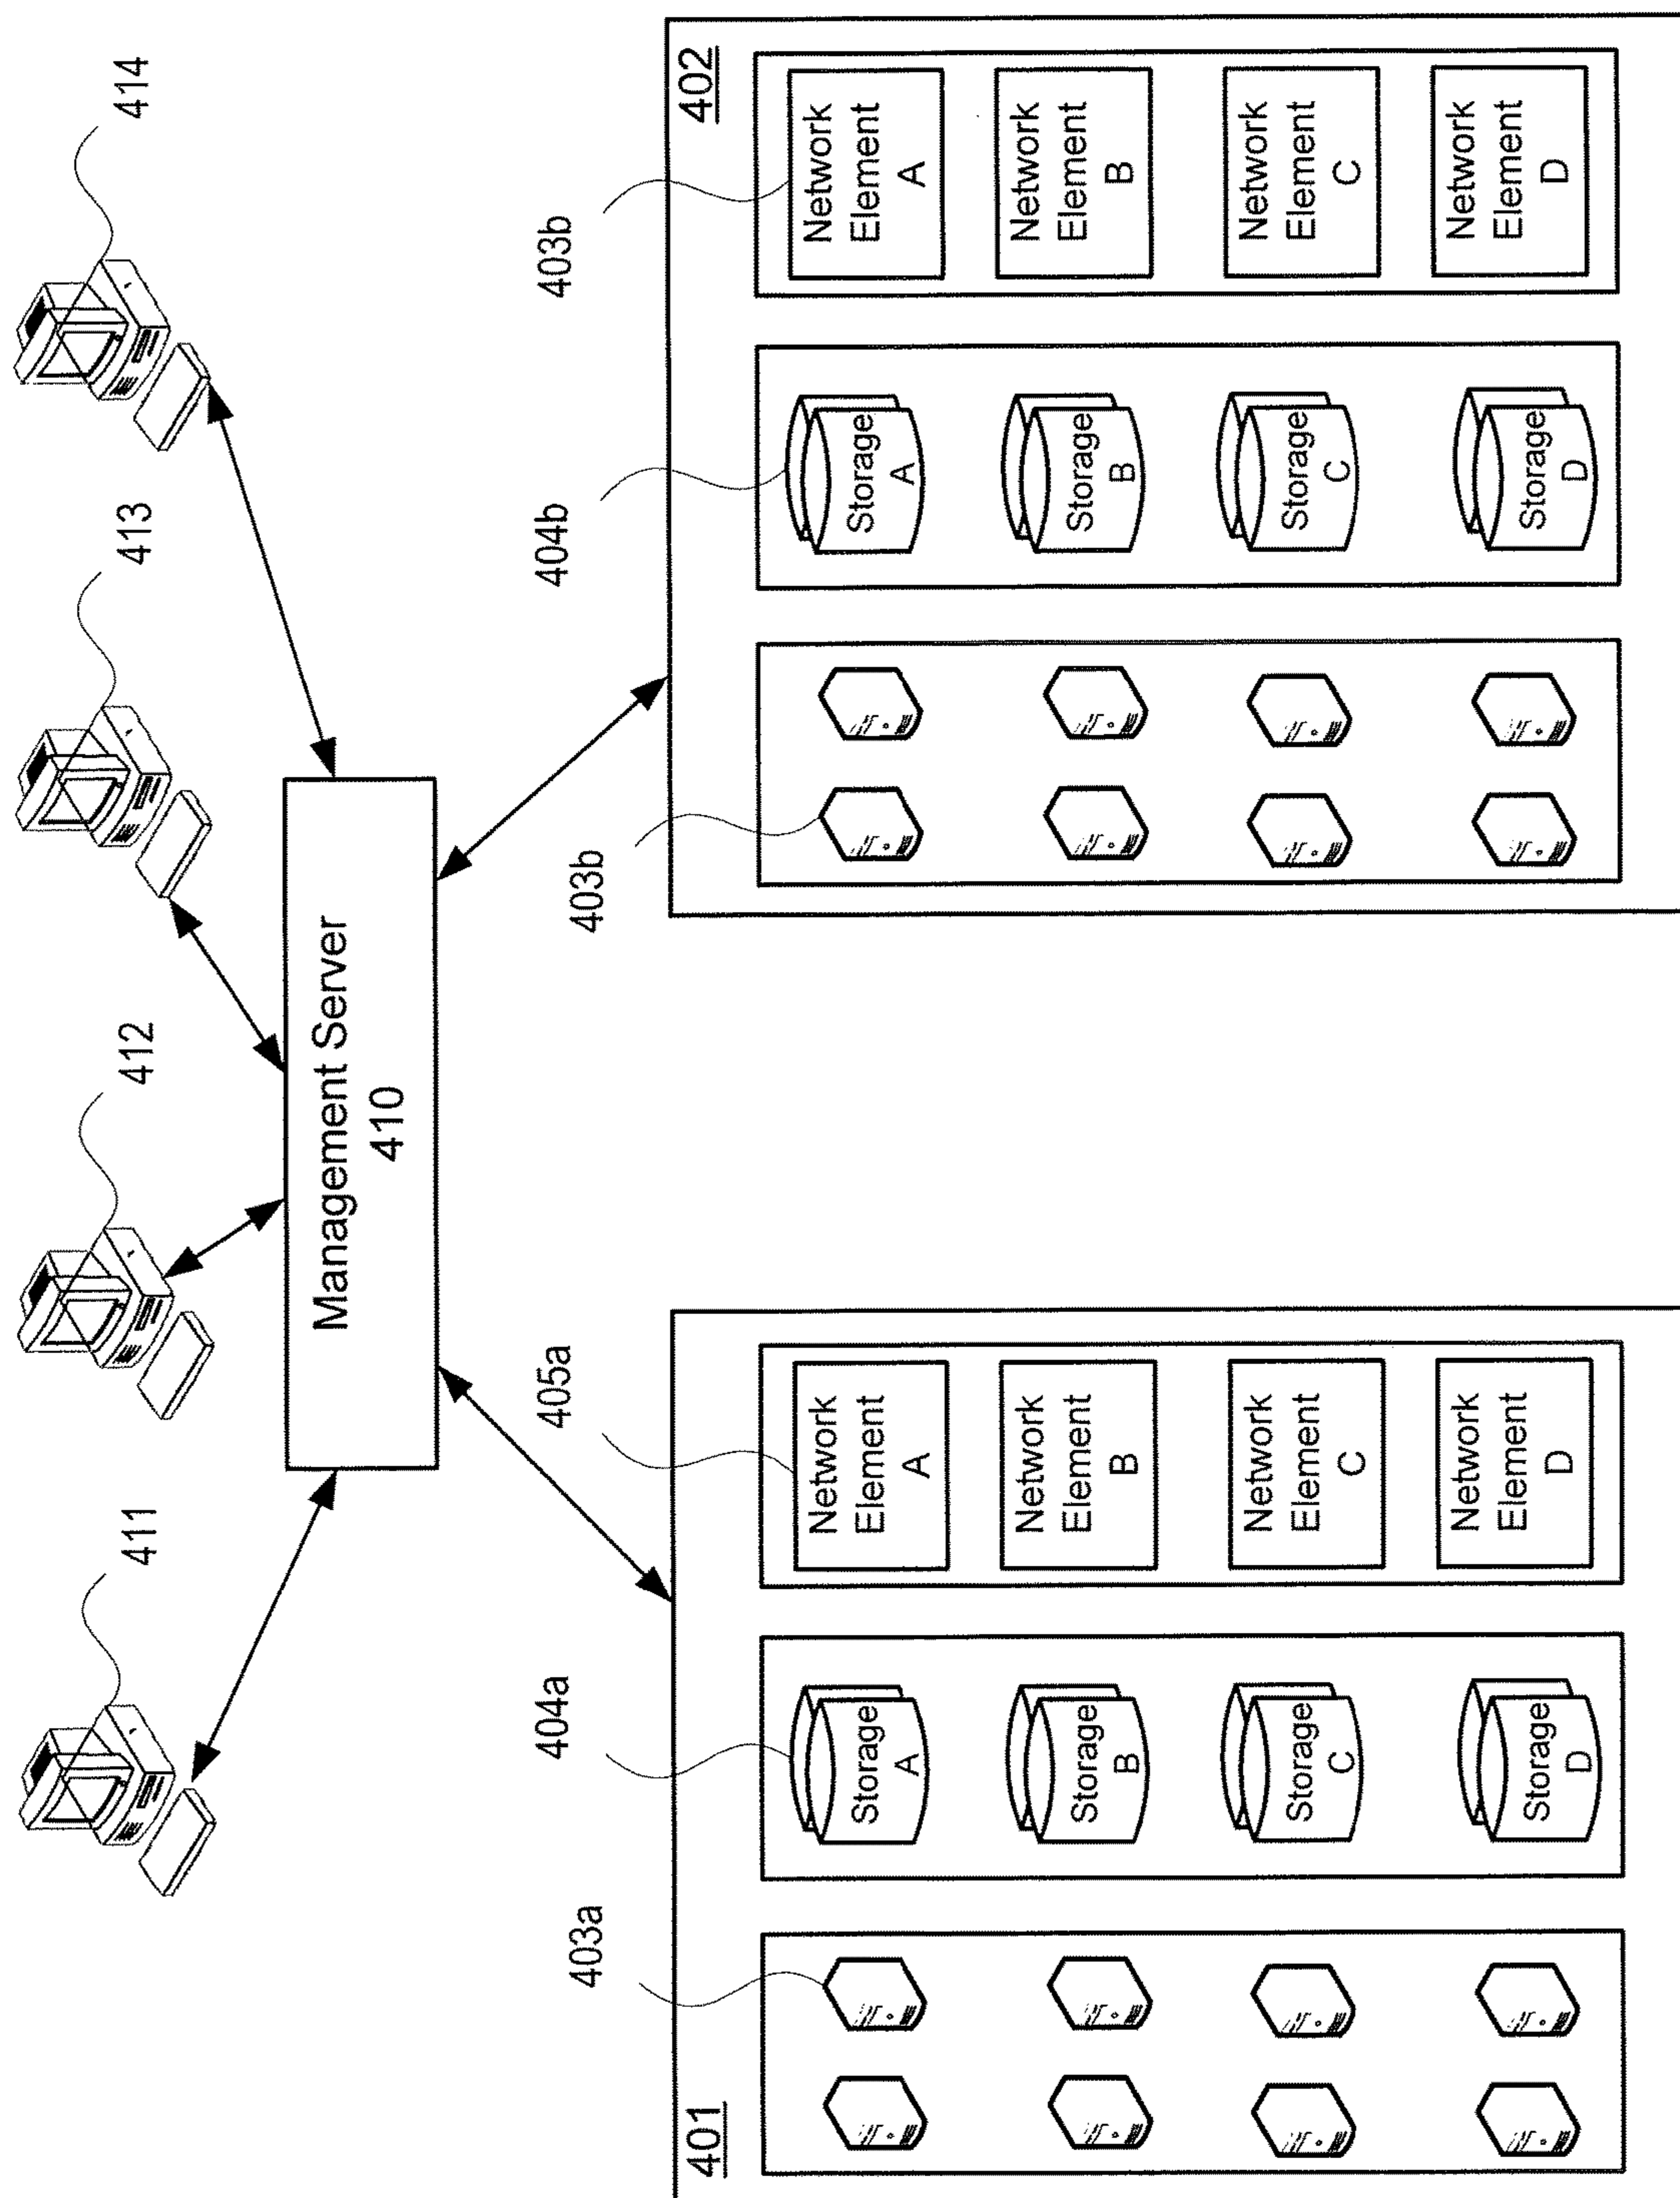 411
412
413
414
Management Server
410
401
403a
404a
405a
Storage
A
Storage
B
Storage
C
Storage
D
Network
Element
A
Network
Element
B
Network
Element
C
Network
Element
D
402
403b
404b
403b
Storage
A
Storage
B
Storage
C
Storage
D
Network
Element
A
Network
Element
B
Network
Element
C
Network
Element
D